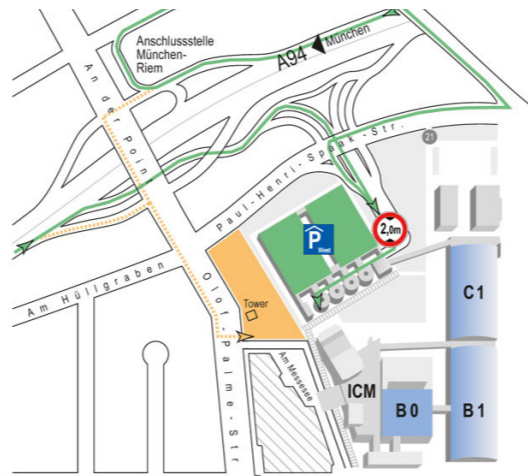 Anschlussstelle
München-
Riem
A94
München
An der Point
Paul-Henri-Spaak-Str.
21
P
West
2,0m
Am Hüllgraben
Olof-Palme-Str
Tower
Am Messesee
ICM
C1
B0
B1